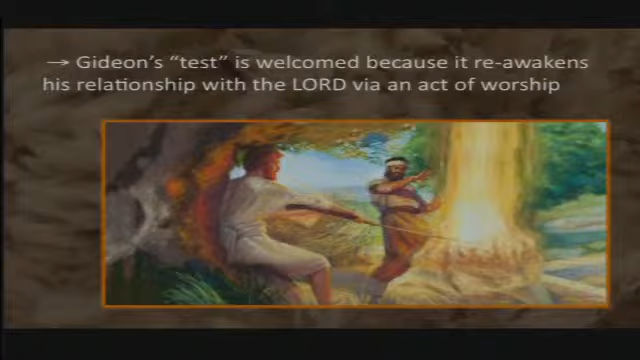 → Gideon's “test” is welcomed because it re-awakens
his relationship with the LORD via an act of worship